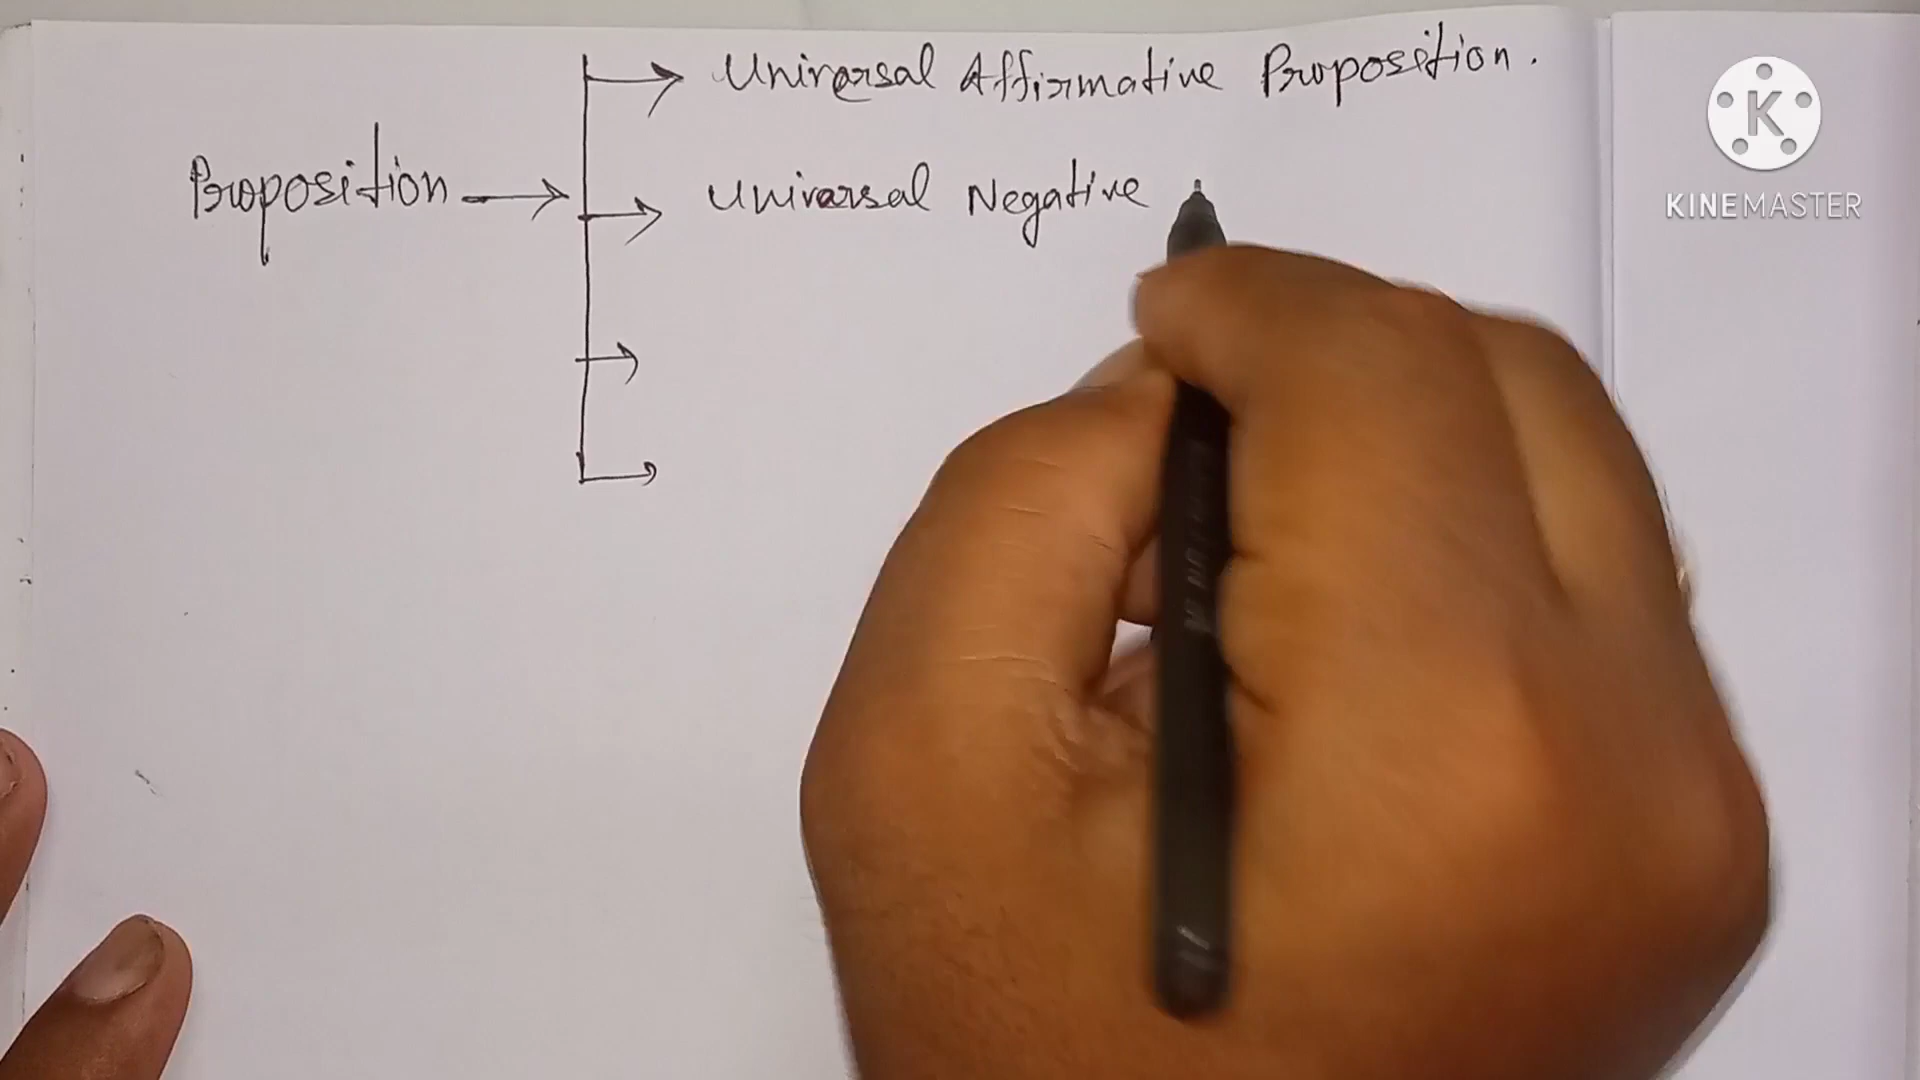 Universal Affirmative Proposition.
Proposition
Universal Negative
K
KINEMASTER